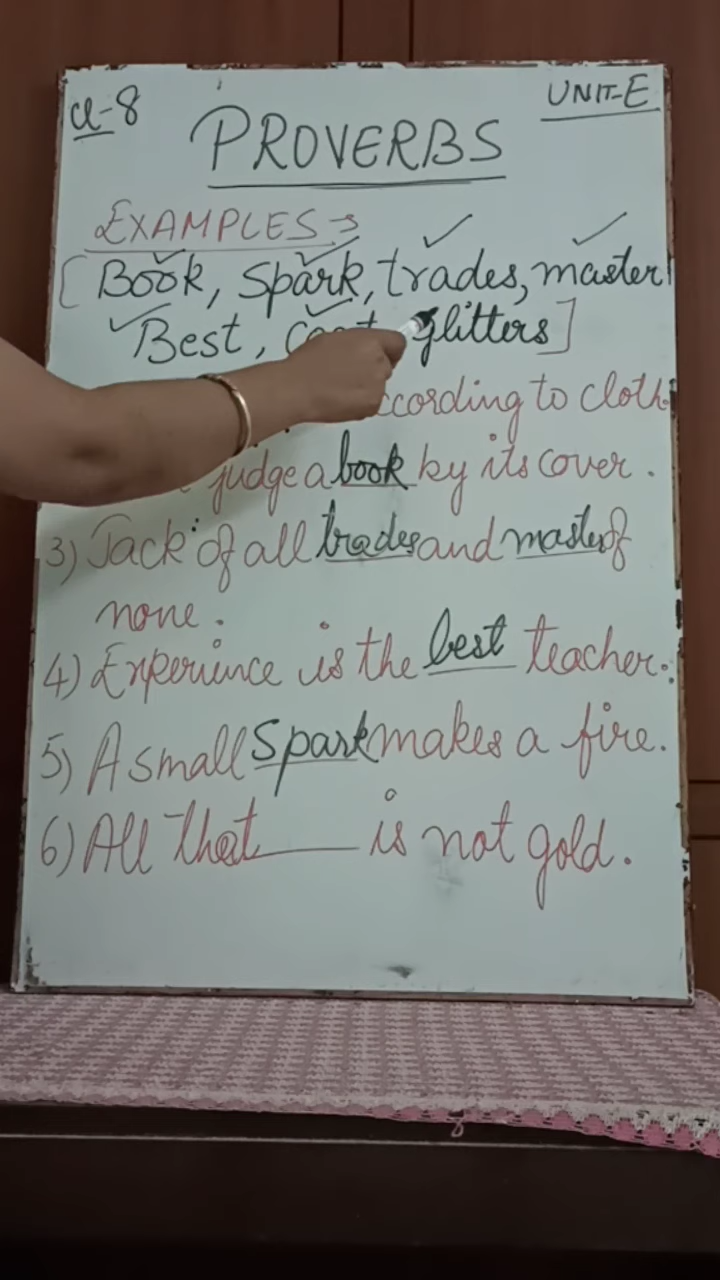 Cl-8
UNIT-E
PROVERBS
EXAMPLES →
[Book, Spark, trades, master
Best, glitters]
ccording to cloth.
judge a book by its cover.
3) Jack of all trades and master of
none.
4) Experience is the best teacher.
5) A small Spark makes a fire.
6) All that ____ is not gold.